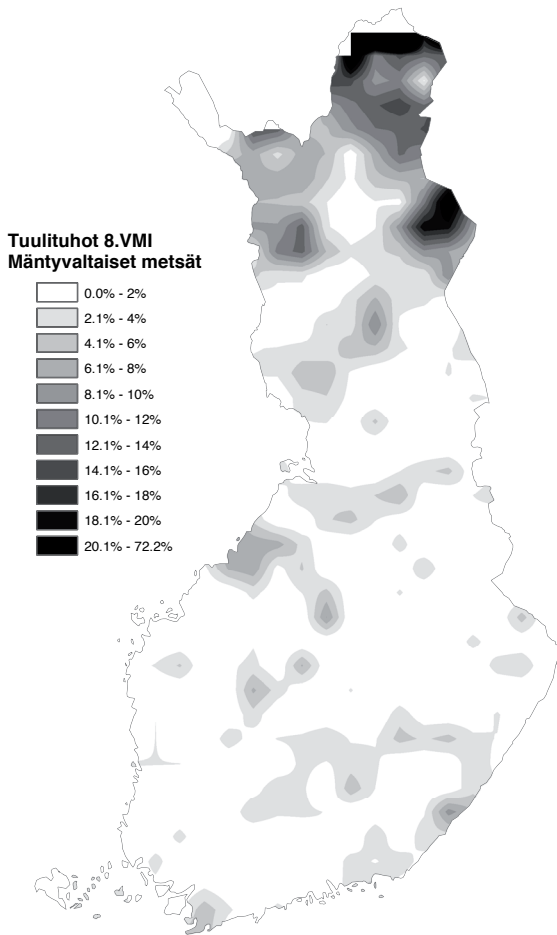 Tuulituhot 8.VMI
Mäntyvaltaiset metsät
0.0% - 2%
2.1% - 4%
4.1% - 6%
6.1% - 8%
8.1% - 10%
10.1% - 12%
12.1% - 14%
14.1% - 16%
16.1% - 18%
18.1% - 20%
20.1% - 72.2%